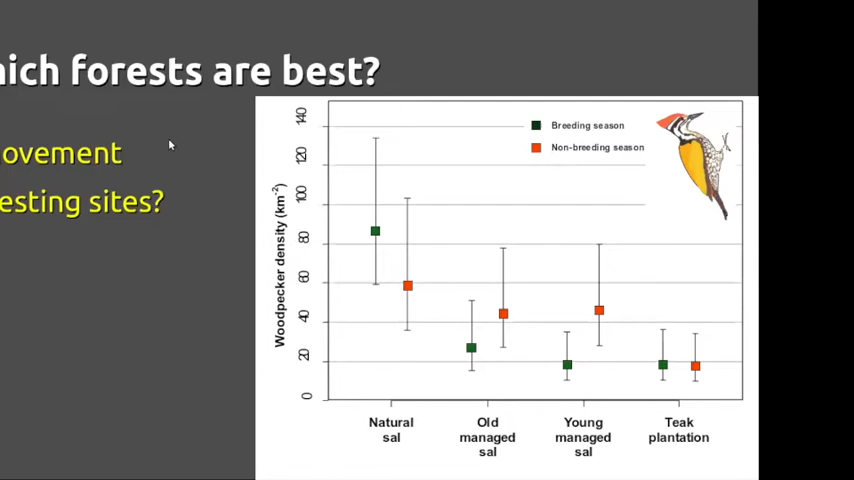 hich forests are best?
ovement
esting sites?
Breeding season
Non-breeding season
Woodpecker density (km-2)
140
120
100
80
60
40
20
0
Natural
sal
Old
managed
sal
Young
managed
sal
Teak
plantation